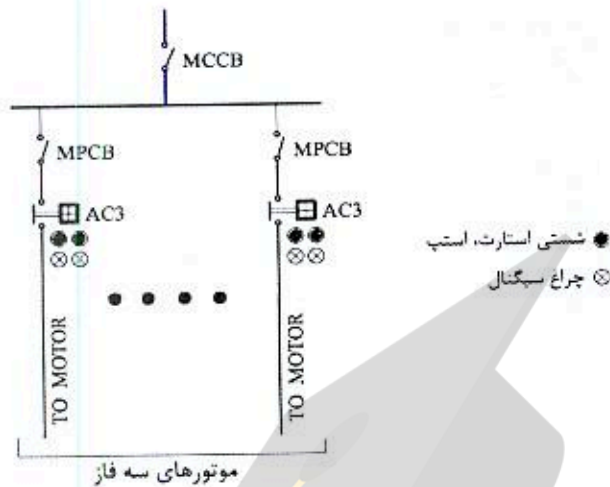 MCCB
MPCB
MPCB
AC3
AC3
شستی استارت، استپ
چراغ سیگنال
TO MOTOR
TO MOTOR
موتورهای سه فاز